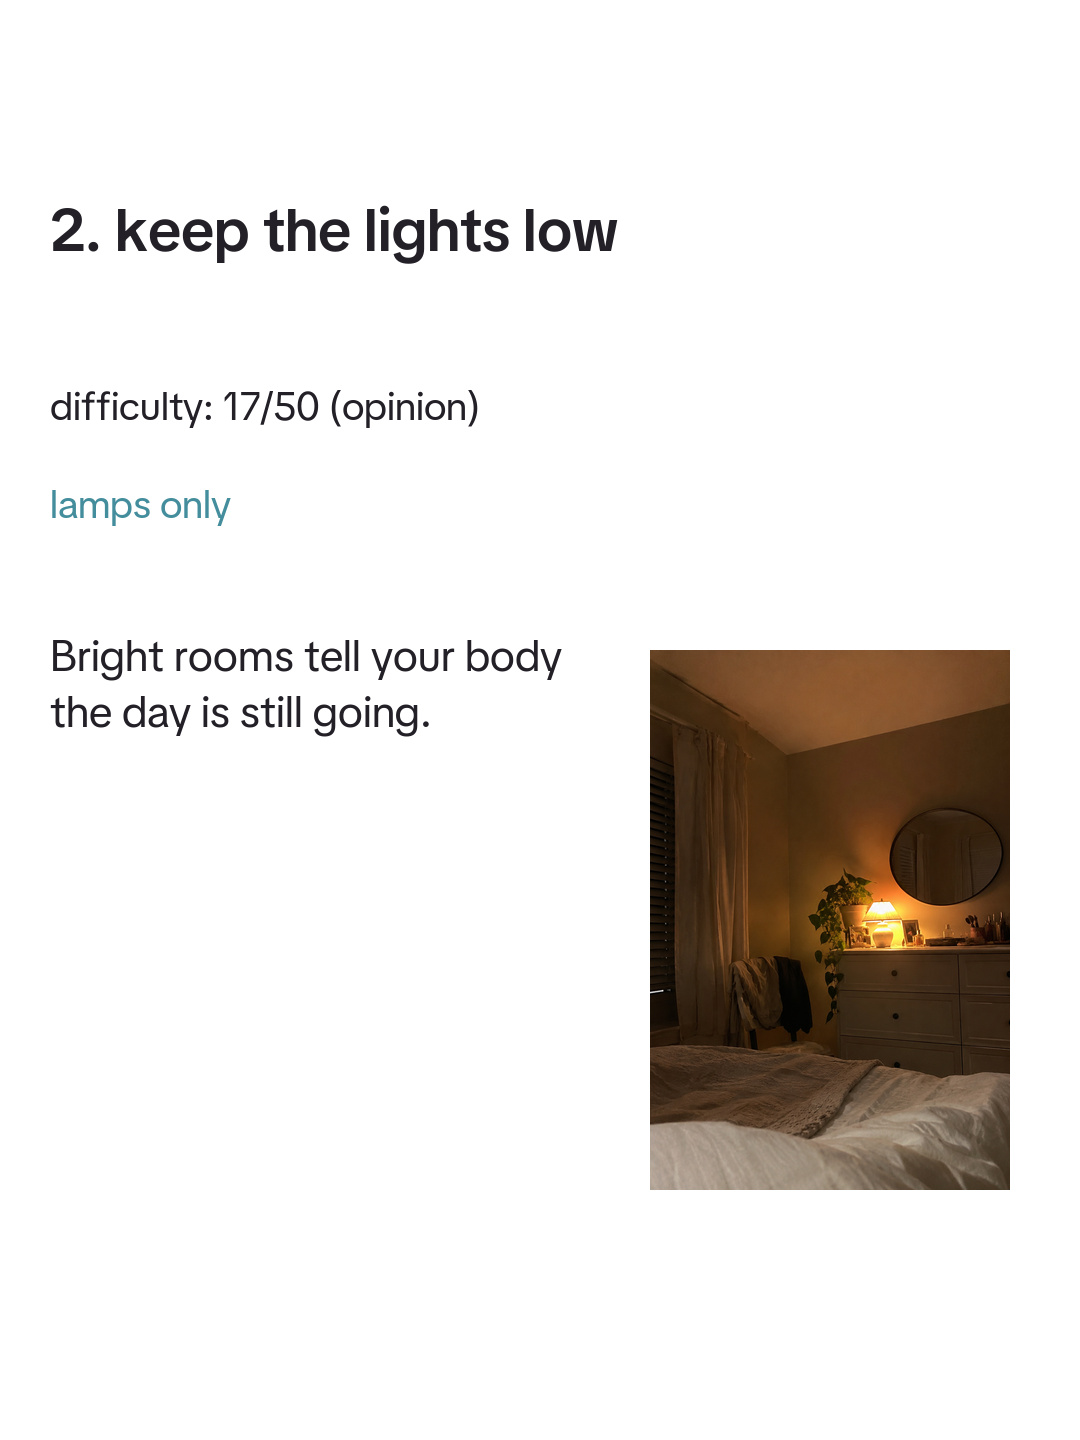 2. keep the lights low
difficulty: 17/50 (opinion)
lamps only
Bright rooms tell your body
the day is still going.